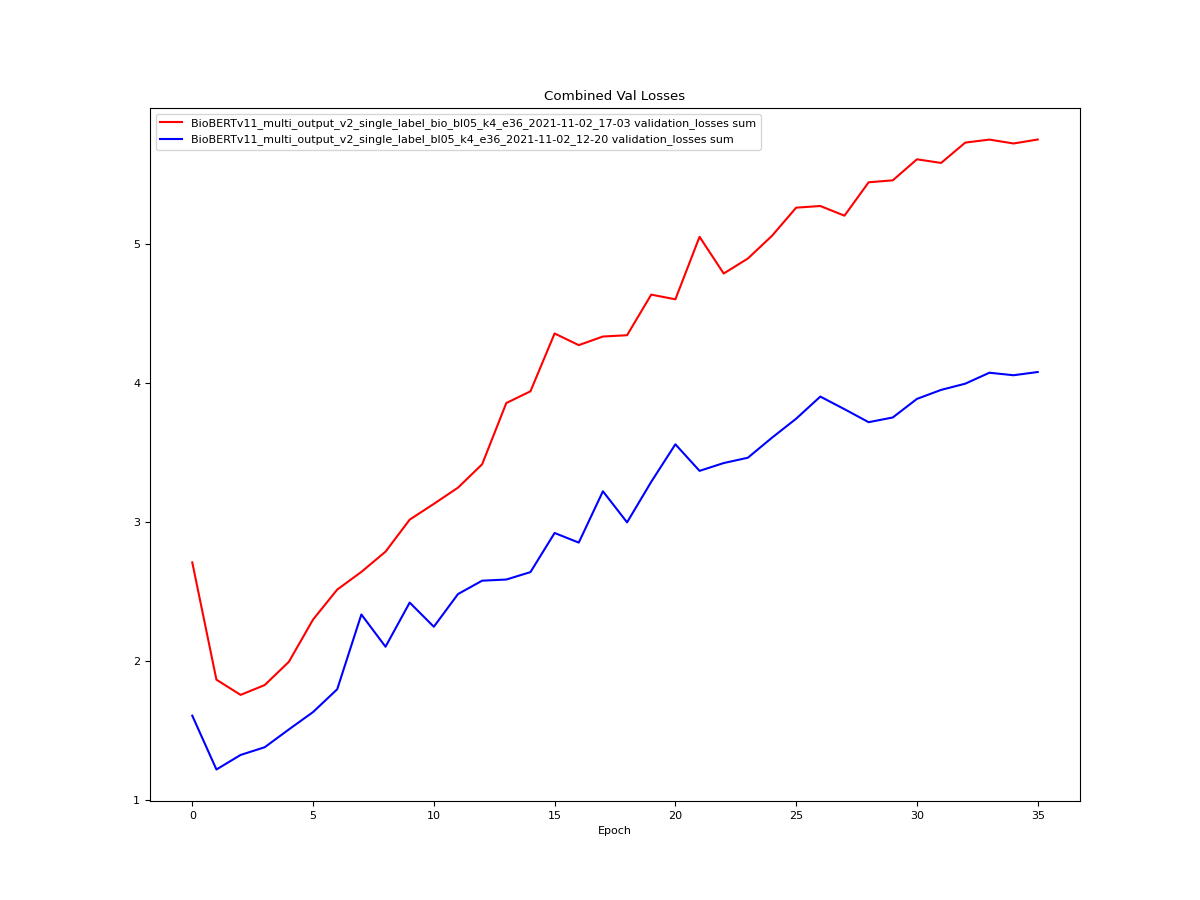 Combined Val Losses
BioBERTv11_multi_output_v2_single_label_bio_bl05_k4_e36_2021-11-02_17-03 validation_losses sum
BioBERTv11_multi_output_v2_single_label_bl05_k4_e36_2021-11-02_12-20 validation_losses sum
5
4
3
2
1
0 5 10 15 20 25 30 35
Epoch